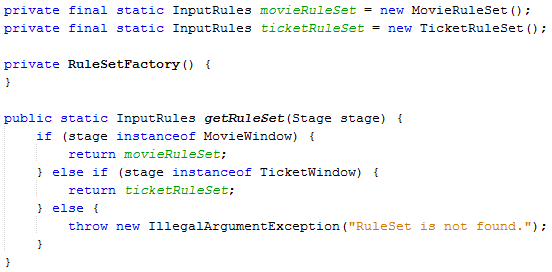 private final static InputRules movieRuleSet = new MovieRuleSet();
private final static InputRules ticketRuleSet = new TicketRuleSet();
private RuleSetFactory() {
}
public static InputRules getRuleSet(Stage stage) {
if (stage instanceof MovieWindow) {
return movieRuleSet;
} else if (stage instanceof TicketWindow) {
return ticketRuleSet;
} else {
throw new IllegalArgumentException("RuleSet is not found.");
}
}